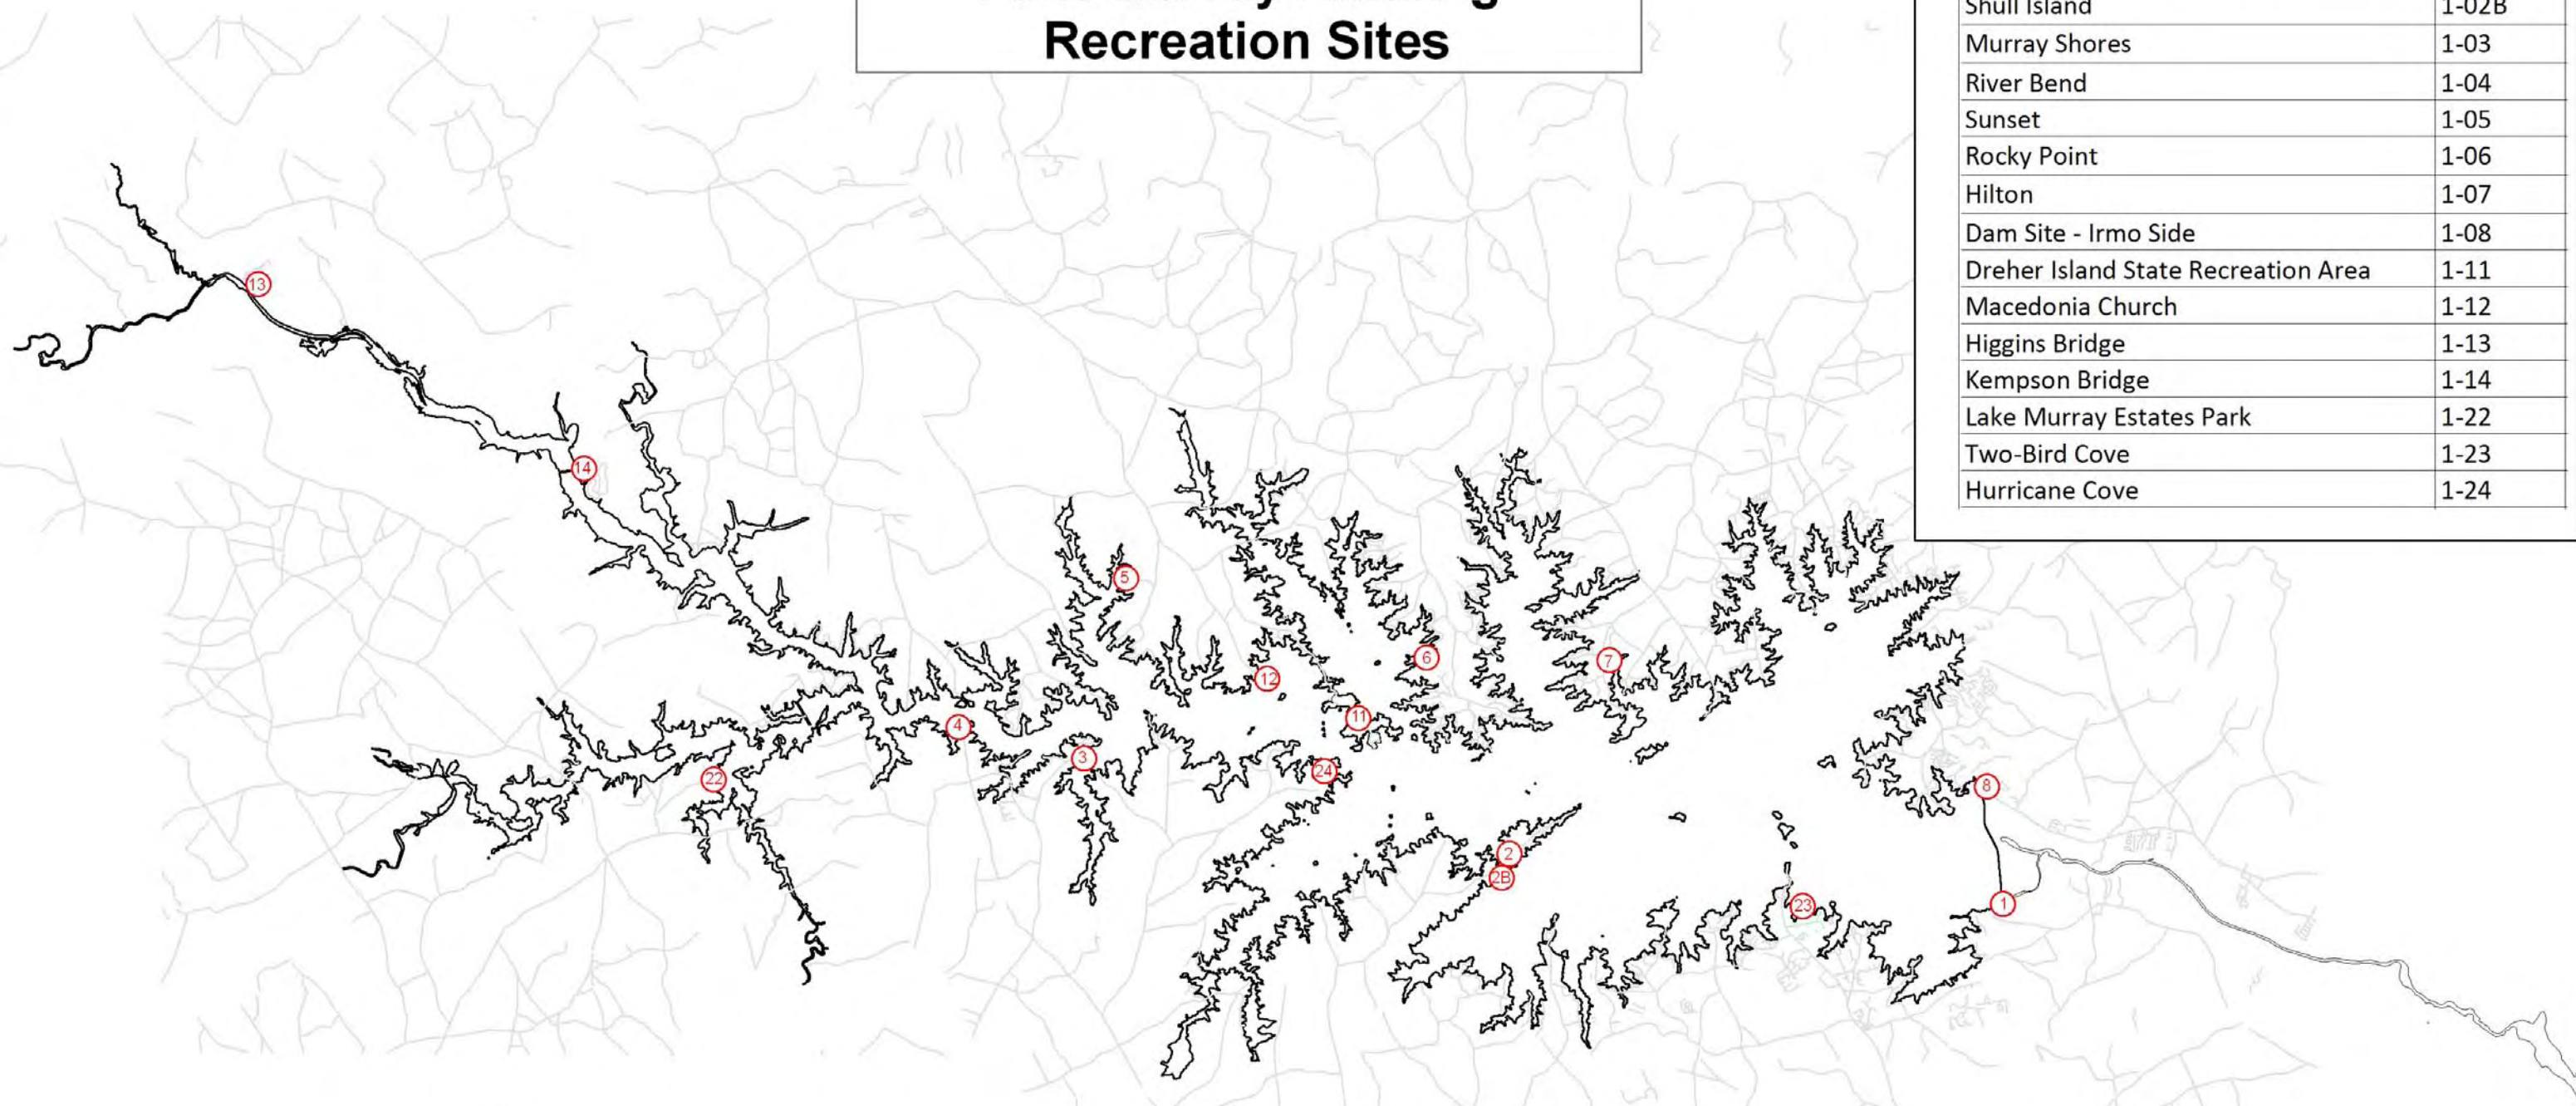 Recreation Sites
Shull Island 1-02B
Murray Shores 1-03
River Bend 1-04
Sunset 1-05
Rocky Point 1-06
Hilton 1-07
Dam Site - Irmo Side 1-08
Dreher Island State Recreation Area 1-11
Macedonia Church 1-12
Higgins Bridge 1-13
Kempson Bridge 1-14
Lake Murray Estates Park 1-22
Two-Bird Cove 1-23
Hurricane Cove 1-24
13
14
5
6
7
12
11
4
3
24
22
8
2
2B
23
1